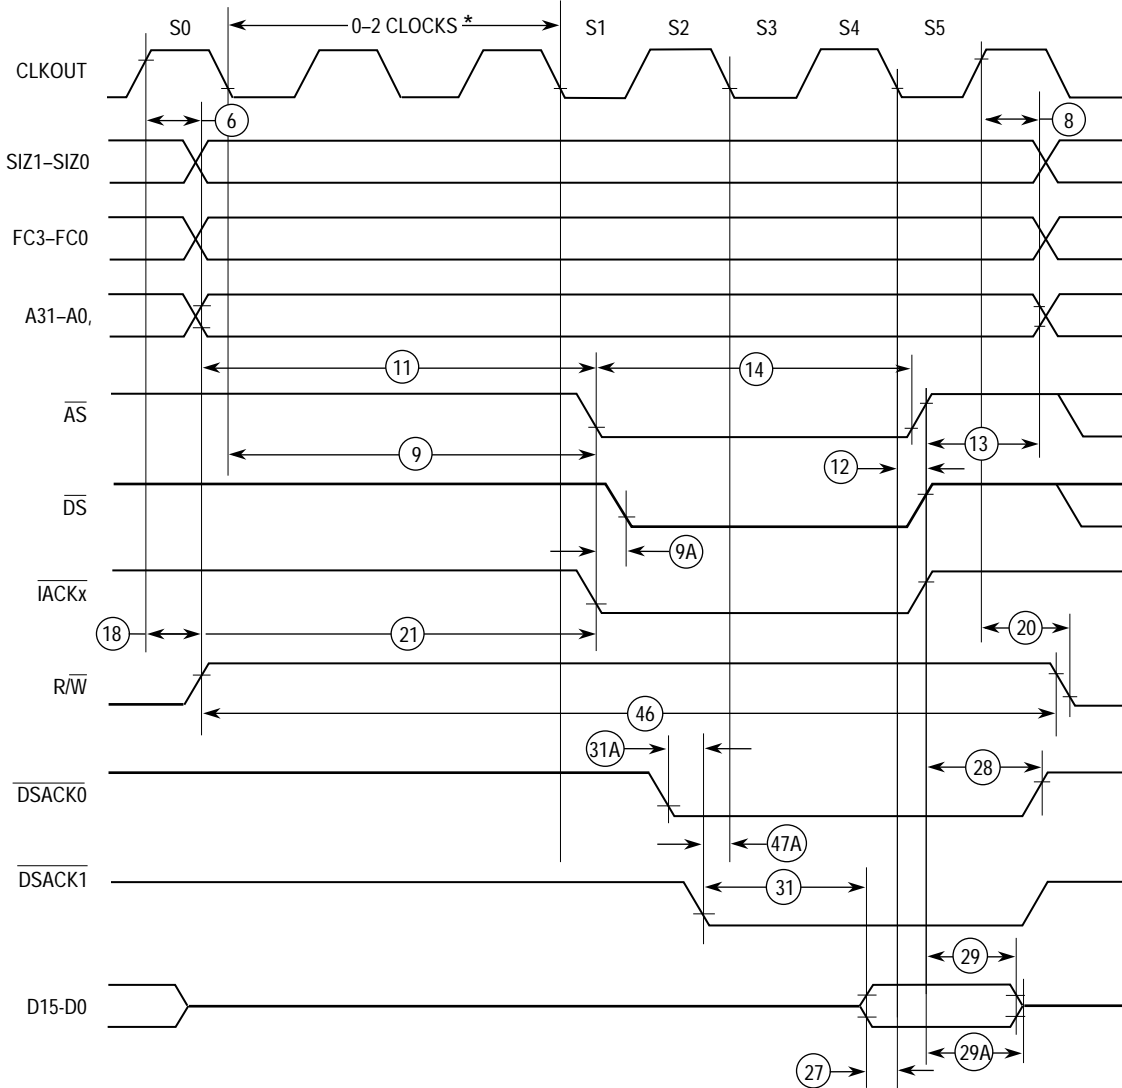 S0 0–2 CLOCKS * S1 S2 S3 S4 S5
CLKOUT
6 8
SIZ1–SIZ0
FC3–FC0
A31–A0,
11 14
AS
13
9 12
DS
9A
IACKx
18 21 20
R/W
46
31A
28
DSACK0
47A
DSACK1
31
29
D15-D0
29A
27